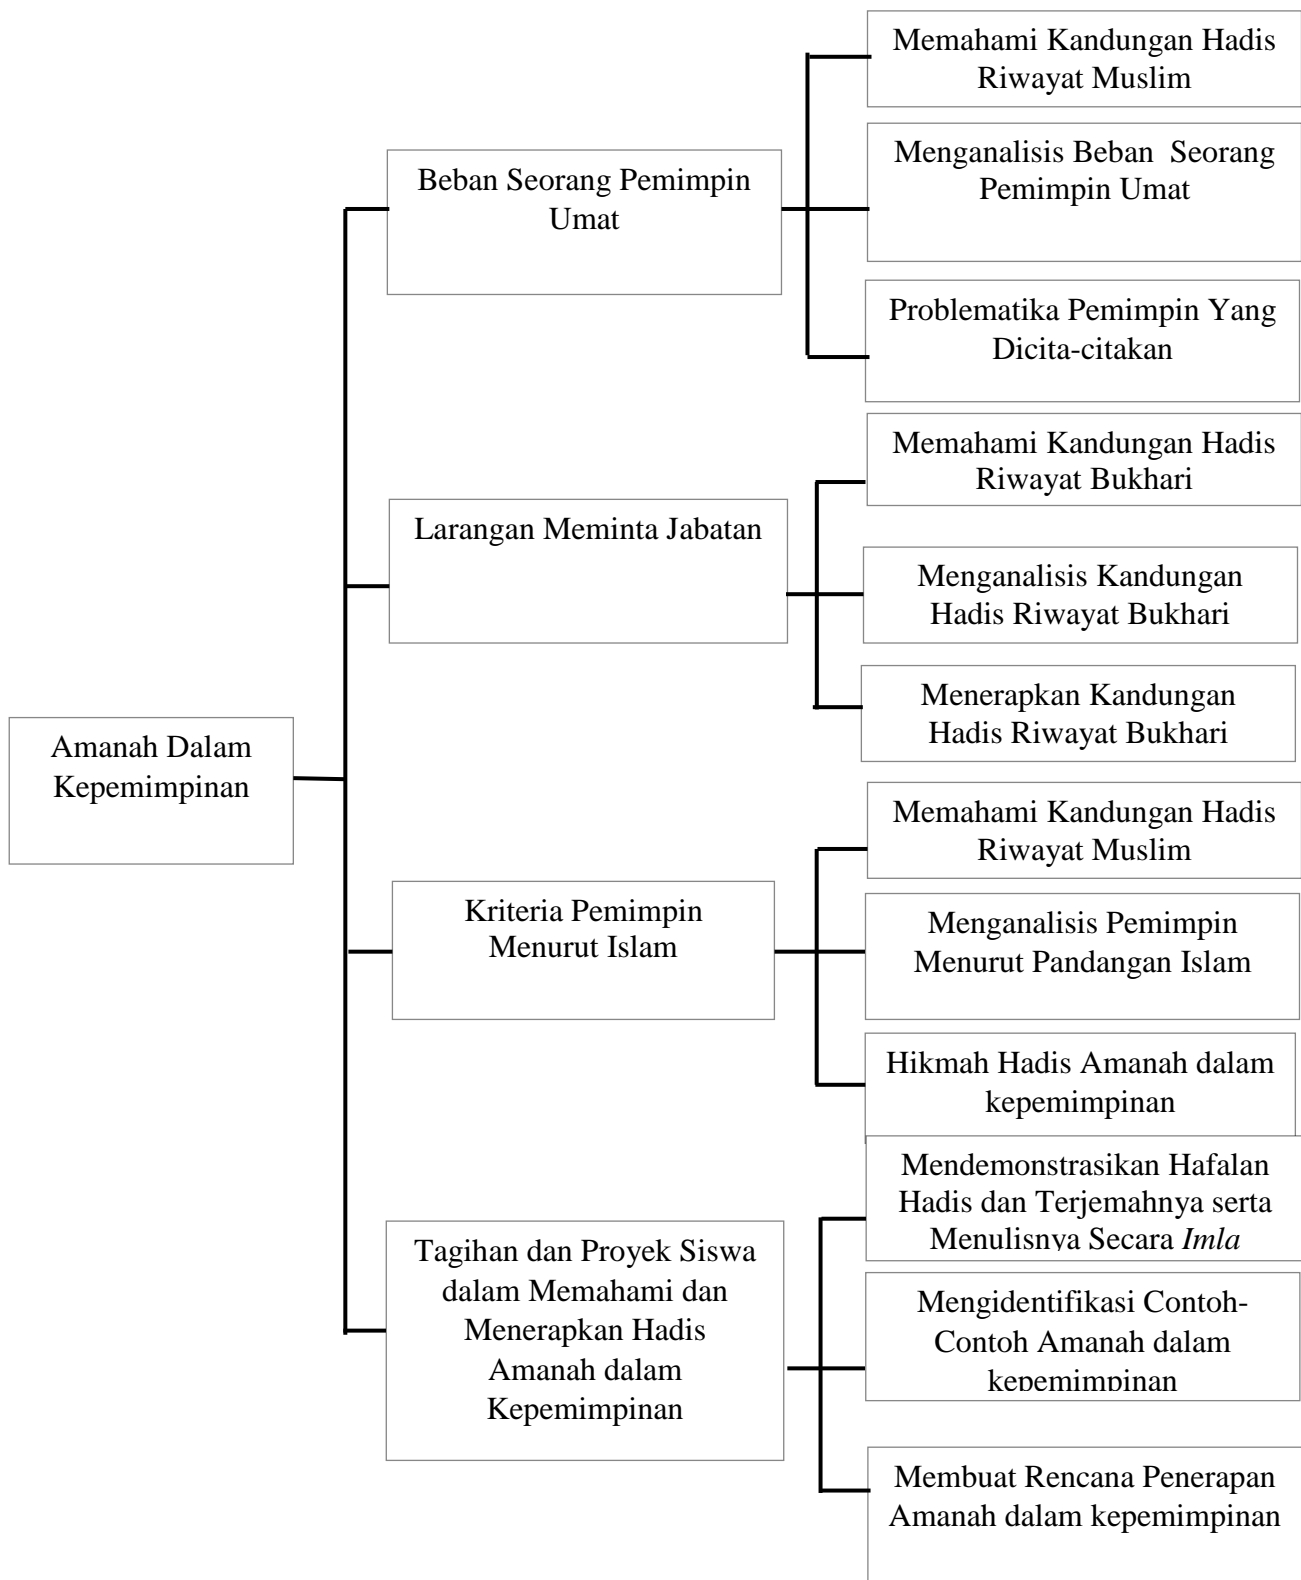 Amanah Dalam
Kepemimpinan
Beban Seorang Pemimpin
Umat
Memahami Kandungan Hadis
Riwayat Muslim
Menganalisis Beban  Seorang
Pemimpin Umat
Problematika Pemimpin Yang
Dicita-citakan
Larangan Meminta Jabatan
Memahami Kandungan Hadis
Riwayat Bukhari
Menganalisis Kandungan
Hadis Riwayat Bukhari
Menerapkan Kandungan
Hadis Riwayat Bukhari
Kriteria Pemimpin
Menurut Islam
Memahami Kandungan Hadis
Riwayat Muslim
Menganalisis Pemimpin
Menurut Pandangan Islam
Hikmah Hadis Amanah dalam
kepemimpinan
Tagihan dan Proyek Siswa
dalam Memahami dan
Menerapkan Hadis
Amanah dalam
Kepemimpinan
Mendemonstrasikan Hafalan
Hadis dan Terjemahnya serta
Menulisnya Secara Imla
Mengidentifikasi Contoh-
Contoh Amanah dalam
kepemimpinan
Membuat Rencana Penerapan
Amanah dalam kepemimpinan